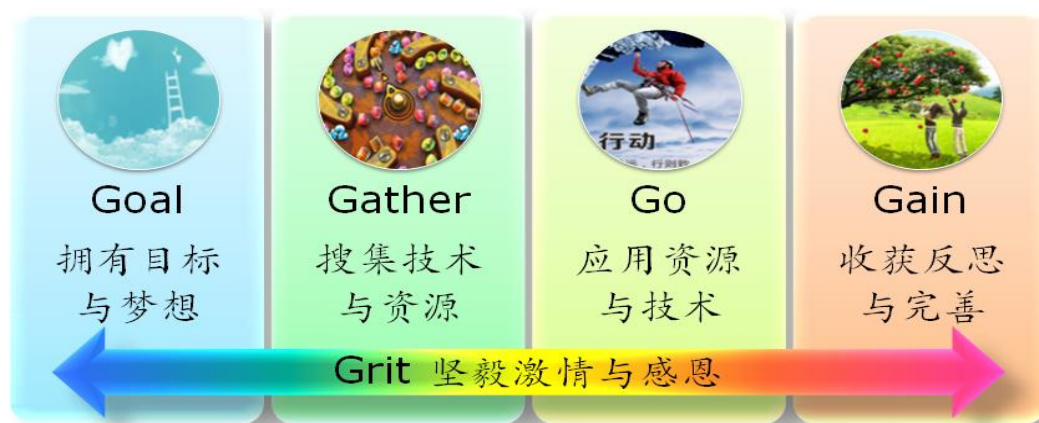 行动
行则
Goal
拥有目标
与梦想
Gather
搜集技术
与资源
Go
应用资源
与技术
Gain
收获反思
与完善
Grit 坚毅激情与感恩